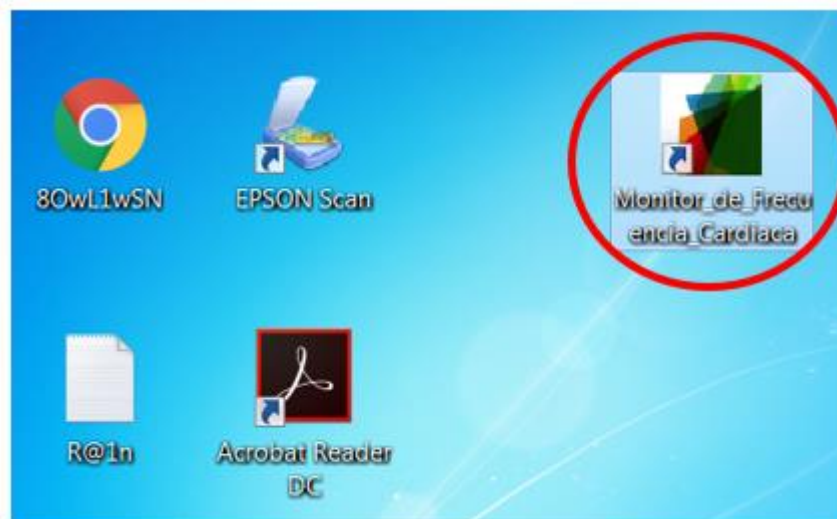 8OwL1wSN
EPSON Scan
Monitor_de_Frecu
encia_Cardiaca
R@1n
Acrobat Reader
DC